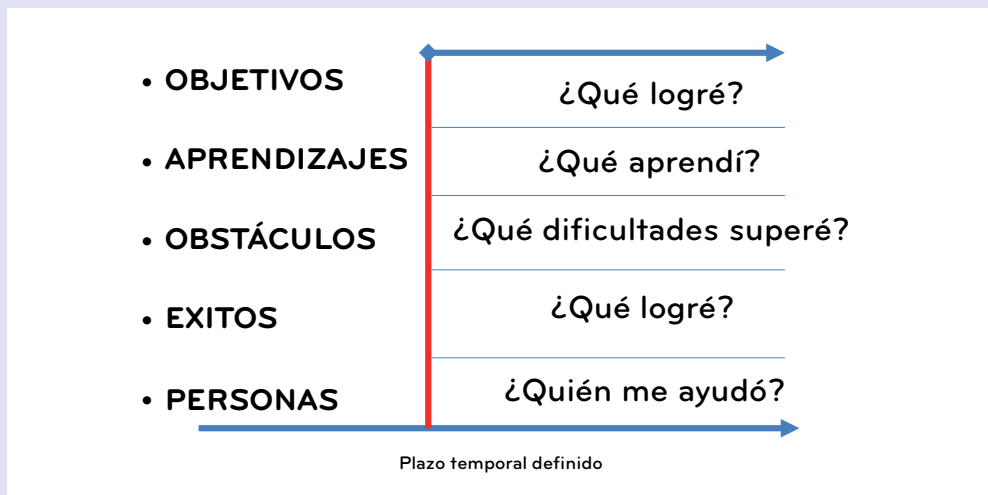 • OBJETIVOS
¿Qué logré?
• APRENDIZAJES
¿Qué aprendí?
• OBSTÁCULOS
¿Qué dificultades superé?
• EXITOS
¿Qué logré?
• PERSONAS
¿Quién me ayudó?
Plazo temporal definido